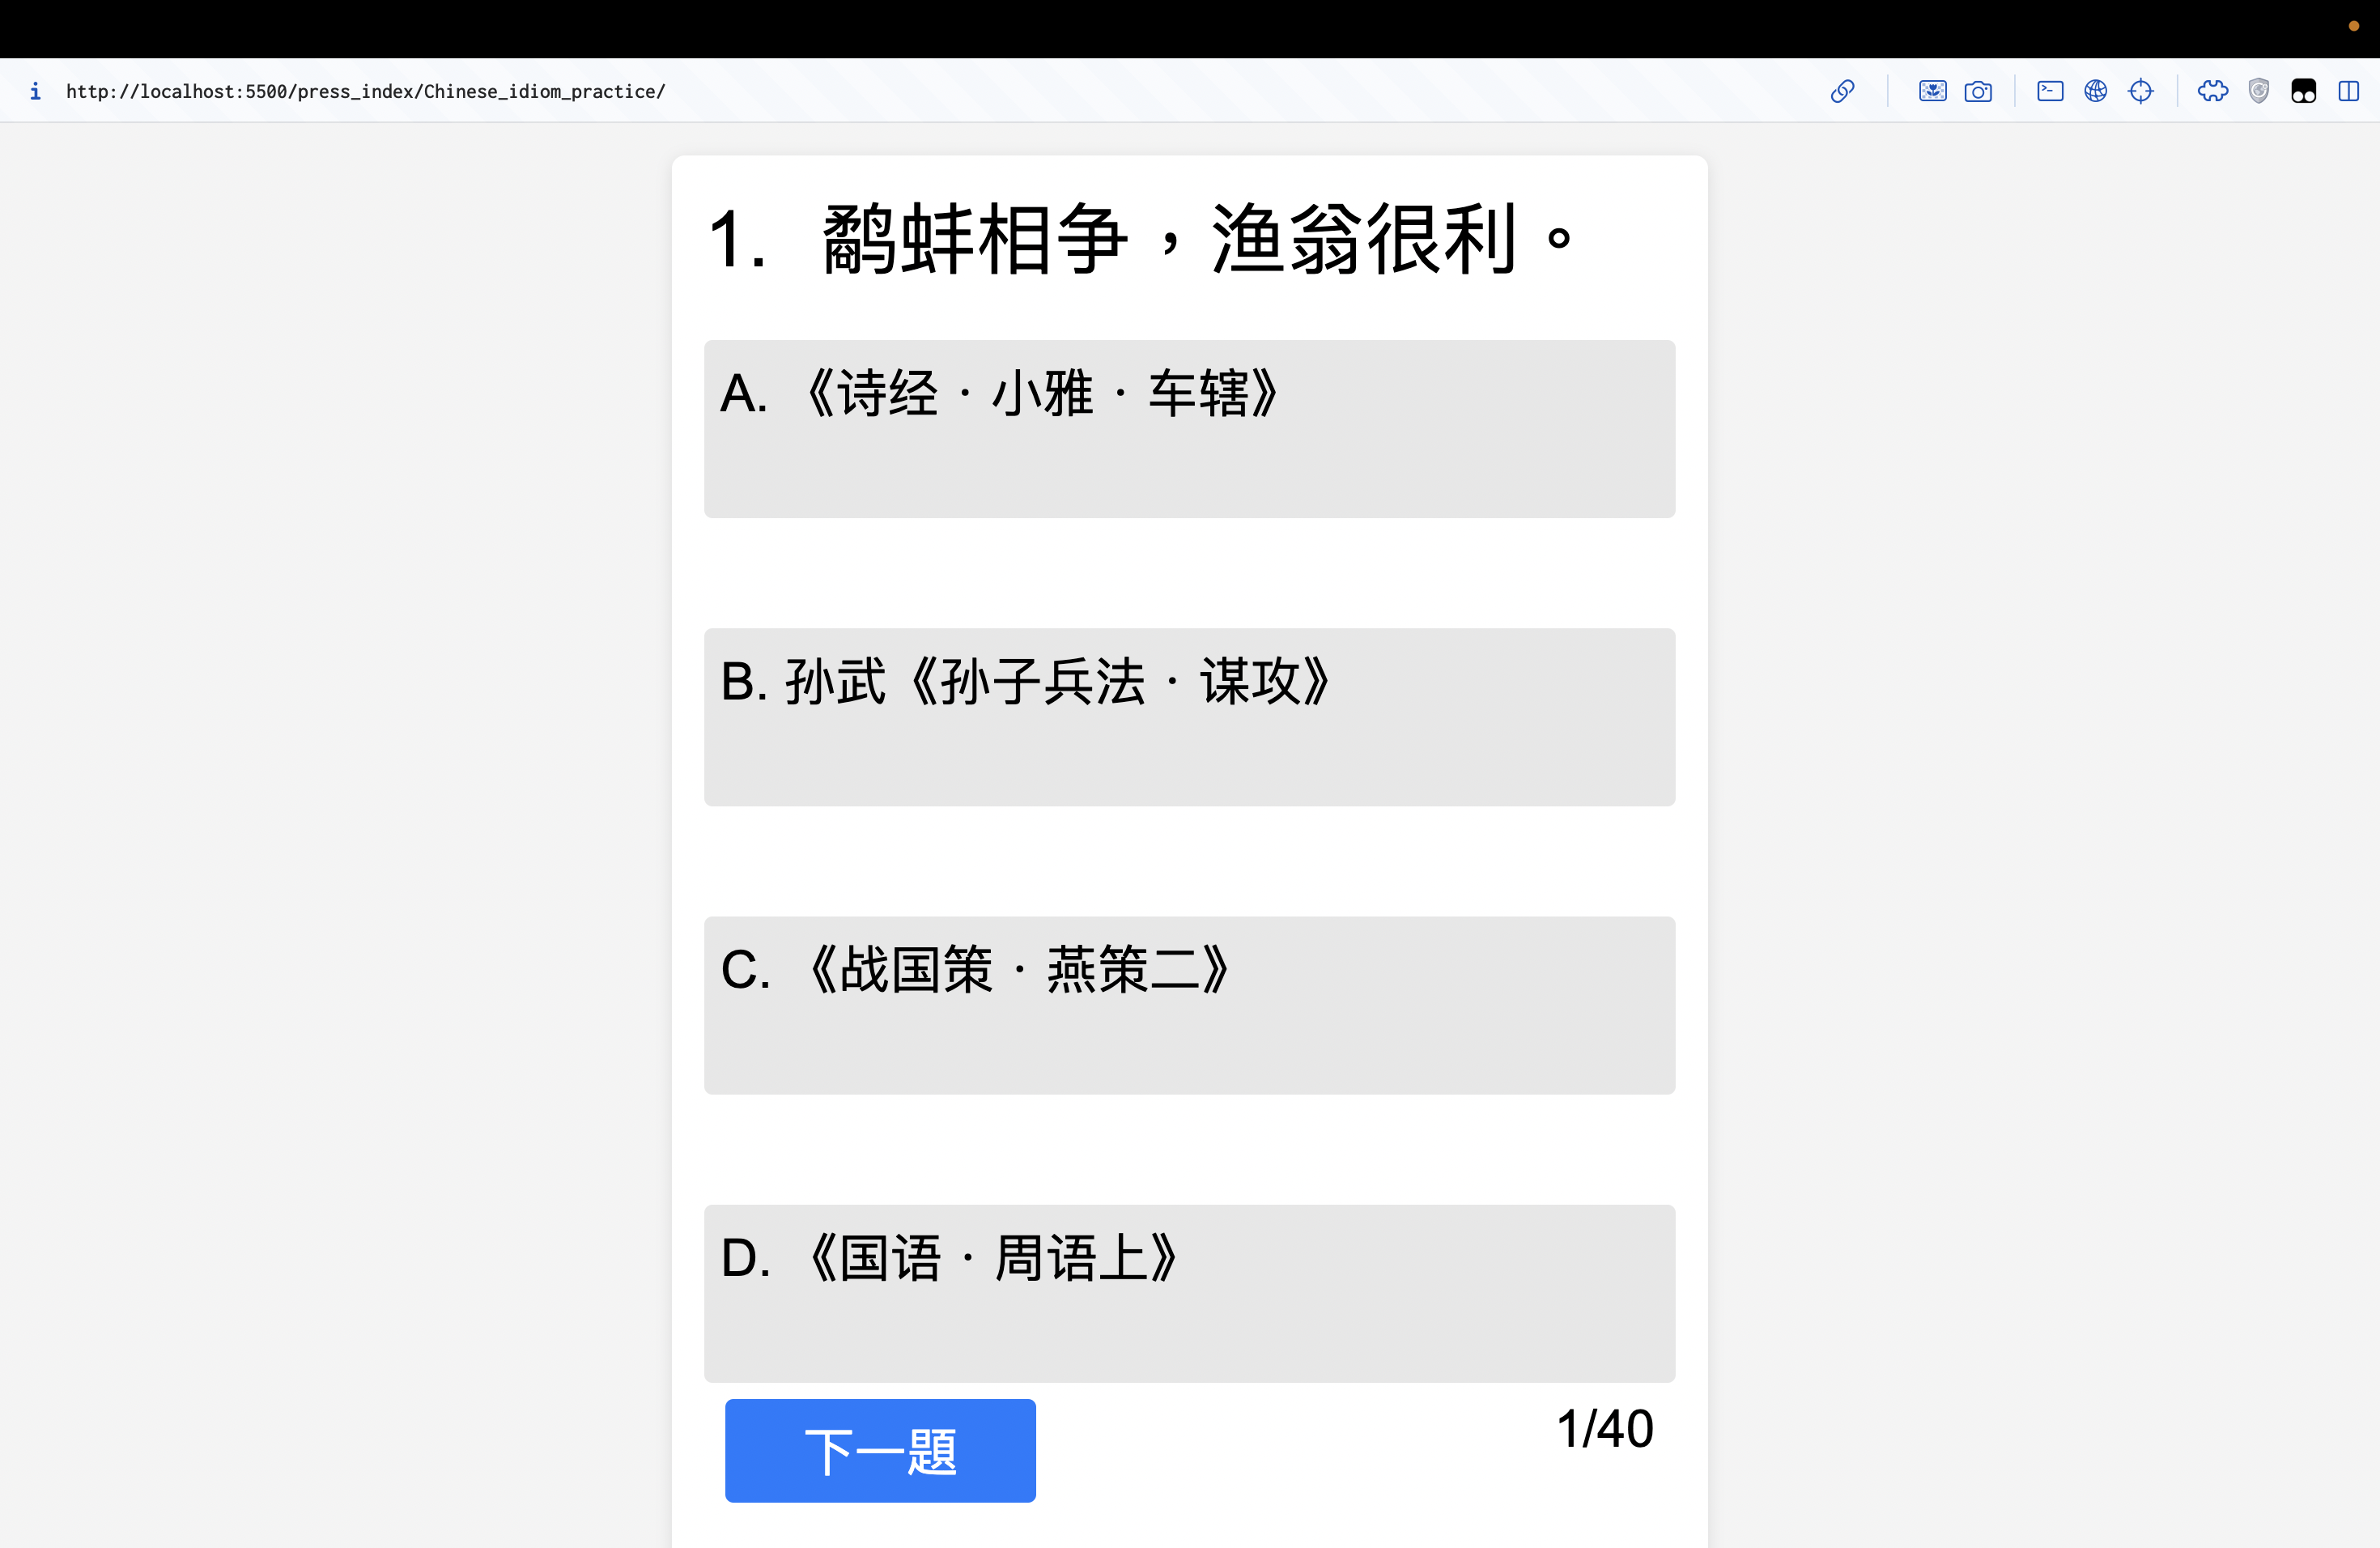 http://localhost:5500/press_index/Chinese_idiom_practice/
1. 鹬蚌相争，渔翁很利。
A. 《诗经·小雅·车辖》
B. 孙武《孙子兵法·谋攻》
C. 《战国策·燕策二》
D. 《国语·周语上》
下一題
1/40